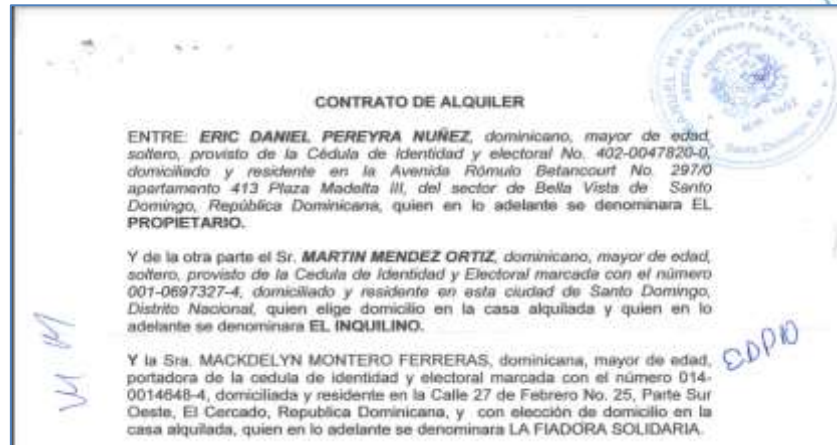 CONTRATO DE ALQUILER
ENTRE: ERIC DANIEL PEREYRA NUÑEZ, dominicano, mayor de edad,
soltero, provisto de la Cédula de Identidad y electoral No. 402-0047820-0,
domiciliado y residente en la Avenida Rómulo Betancourt No. 297/0
apartamento 413 Plaza Madelta III, del sector de Bella Vista de Santo
Domingo, República Dominicana, quien en lo adelante se denominara EL
PROPIETARIO.
Y de la otra parte el Sr. MARTIN MENDEZ ORTIZ, dominicano, mayor de edad,
soltero, provisto de la Cedula de Identidad y Electoral marcada con el número
001-0697327-4, domiciliado y residente en esta ciudad de Santo Domingo,
Distrito Nacional, quien elige domicilio en la casa alquilada y quien en lo
adelante se denominara EL INQUILINO.
Y la Sra. MACKDELYN MONTERO FERRERAS, dominicana, mayor de edad,
portadora de la cedula de identidad y electoral marcada con el número 014-
0014648-4, domiciliada y residente en la Calle 27 de Febrero No. 25, Parte Sur
Oeste, El Cercado, Republica Dominicana, y con elección de domicilio en la
casa alquilada, quien en lo adelante se denominara LA FIADORA SOLIDARIA.
MEDINA
Santo Domingo
EDPN